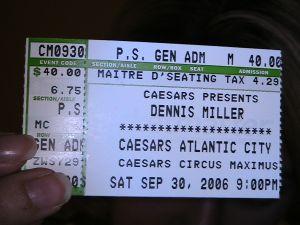 CM0930 P.S. GEN ADM M 40.00
EVENT CODE SECTION/AISLE ROW/BOX SEAT ADMISSION
$40.00 MAITRE D'SEATING TAX 4.29
6.75 CAESARS PRESENTS
SECTION/AISLE
P.S. DENNIS MILLER
MC ********************
ROW
GEN AD CAESARS ATLANTIC CITY
ZWS729 CAESARS CIRCUS MAXIMUS
SAT SEP 30, 2006 9:00PM